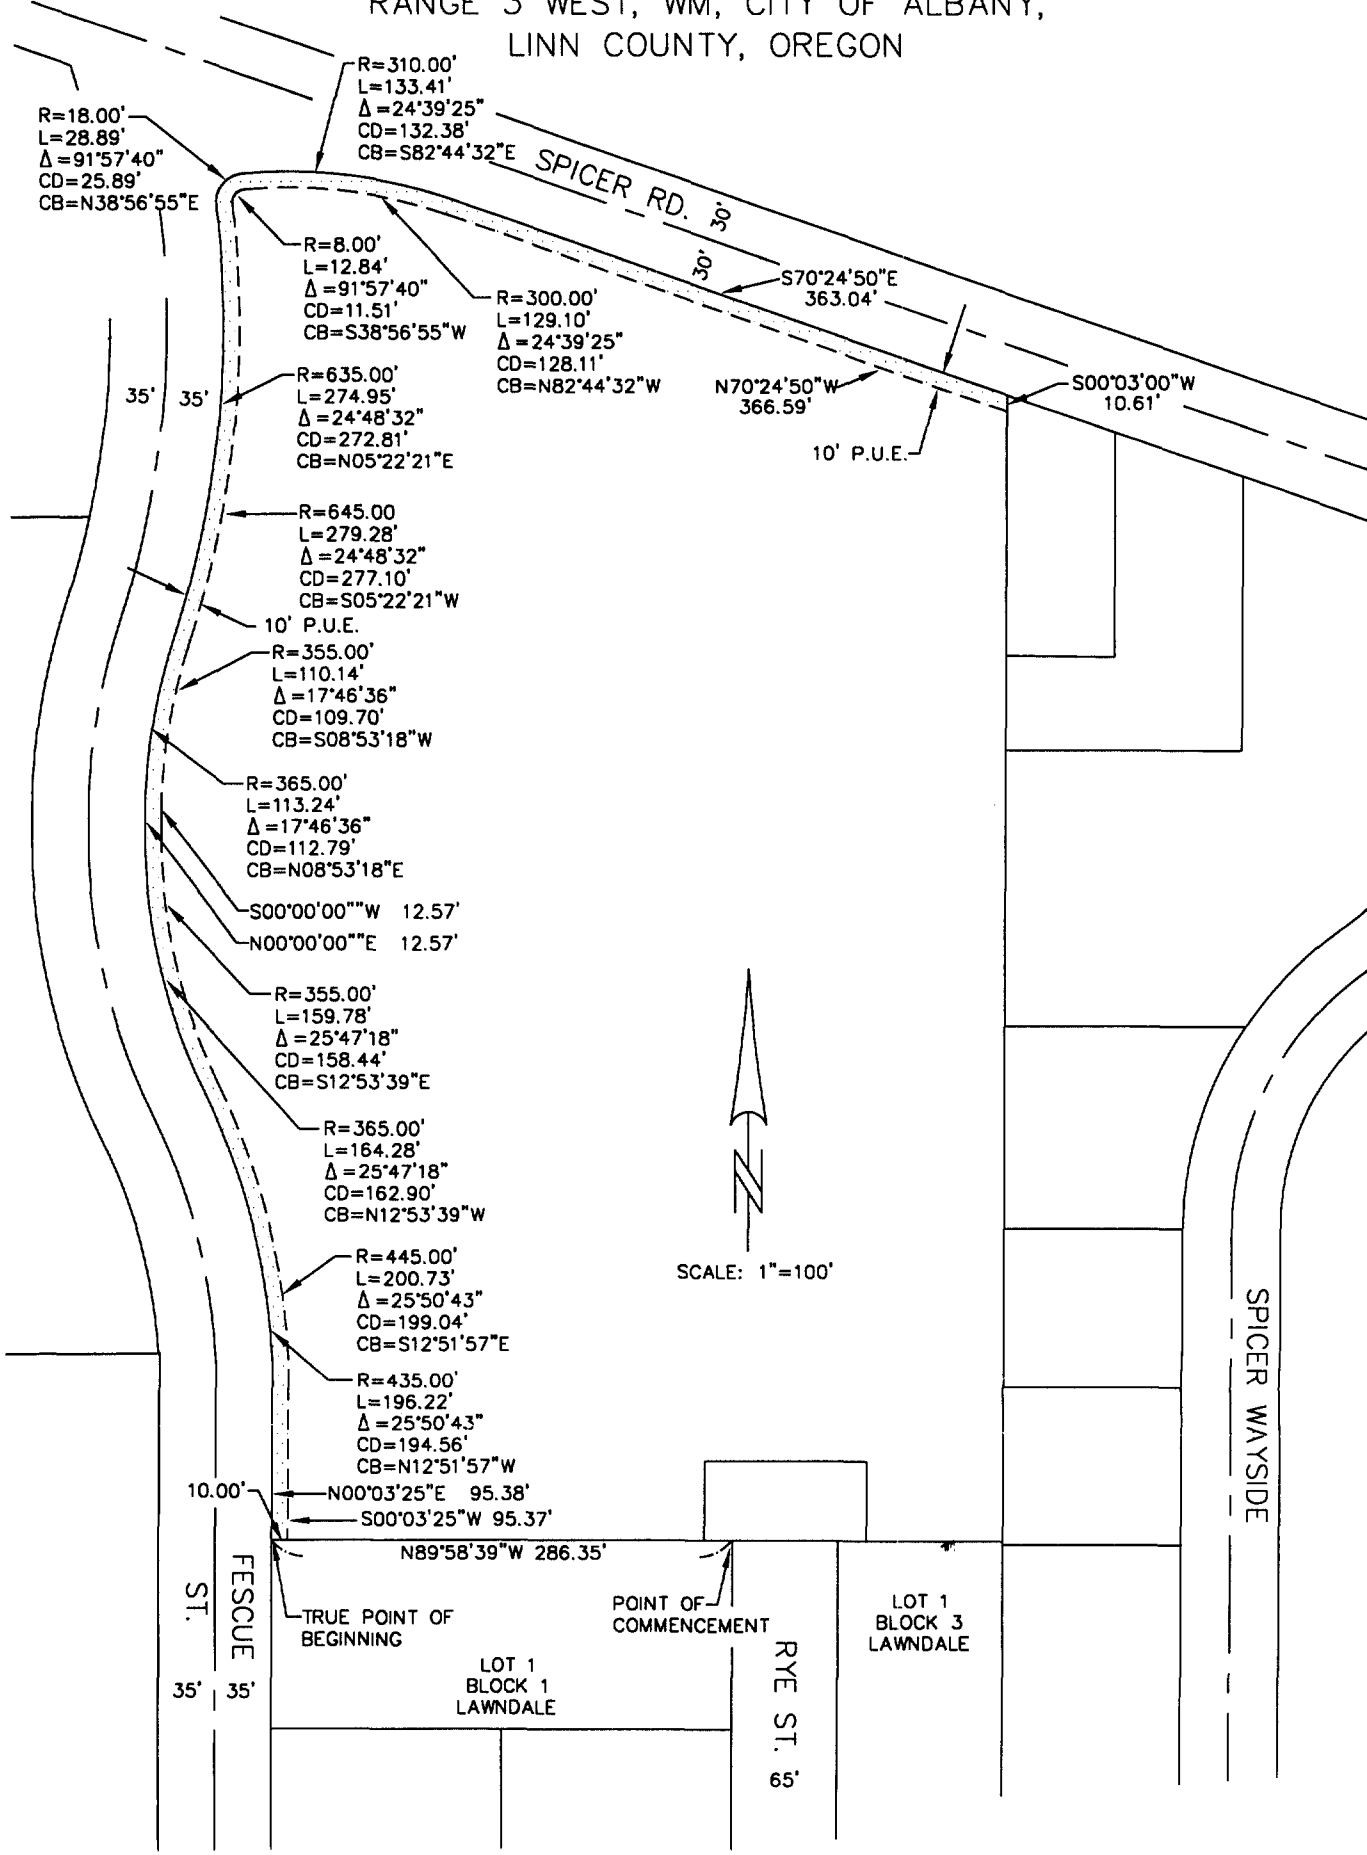 RANGE 3 WEST, WM, CITY OF ALBANY,
LINN COUNTY, OREGON
R=310.00'
L=133.41'
Δ=24°39'25"
CD=132.38'
CB=S82°44'32"E
R=18.00'
L=28.89'
Δ=91°57'40"
CD=25.89'
CB=N38°56'55"E
SPICER RD.
30'
30'
R=8.00'
L=12.84'
Δ=91°57'40"
CD=11.51'
CB=S38°56'55"W
R=300.00'
L=129.10'
Δ=24°39'25"
CD=128.11'
CB=N82°44'32"W
S70°24'50"E
363.04'
N70°24'50"W
366.59'
S00°03'00"W
10.61'
10' P.U.E.
35' 35'
R=635.00'
L=274.95'
Δ=24°48'32"
CD=272.81'
CB=N05°22'21"E
R=645.00
L=279.28'
Δ=24°48'32"
CD=277.10'
CB=S05°22'21"W
10' P.U.E.
R=355.00'
L=110.14'
Δ=17°46'36"
CD=109.70'
CB=S08°53'18"W
R=365.00'
L=113.24'
Δ=17°46'36"
CD=112.79'
CB=N08°53'18"E
S00°00'00""W 12.57'
N00°00'00""E 12.57'
R=355.00'
L=159.78'
Δ=25°47'18"
CD=158.44'
CB=S12°53'39"E
R=365.00'
L=164.28'
Δ=25°47'18"
CD=162.90'
CB=N12°53'39"W
N
SCALE: 1"=100'
R=445.00'
L=200.73'
Δ=25°50'43"
CD=199.04'
CB=S12°51'57"E
R=435.00'
L=196.22'
Δ=25°50'43"
CD=194.56'
CB=N12°51'57"W
10.00'
N00°03'25"E 95.38'
S00°03'25"W 95.37'
N89°58'39"W 286.35'
SPICER WAYSIDE
FESCUE
ST.
35' 35'
TRUE POINT OF
BEGINNING
POINT OF
COMMENCEMENT
LOT 1
BLOCK 3
LAWNDALE
LOT 1
BLOCK 1
LAWNDALE
RYE ST.
65'